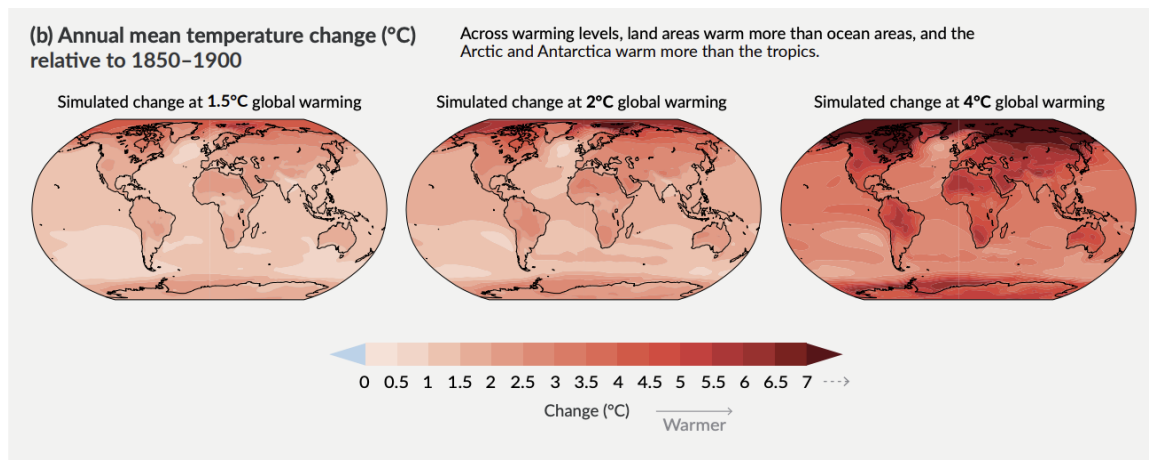 (b) Annual mean temperature change (°C)
relative to 1850–1900
Across warming levels, land areas warm more than ocean areas, and the
Arctic and Antarctica warm more than the tropics.
Simulated change at 1.5°C global warming
Simulated change at 2°C global warming
Simulated change at 4°C global warming
0 0.5 1 1.5 2 2.5 3 3.5 4 4.5 5 5.5 6 6.5 7
Change (°C)
Warmer